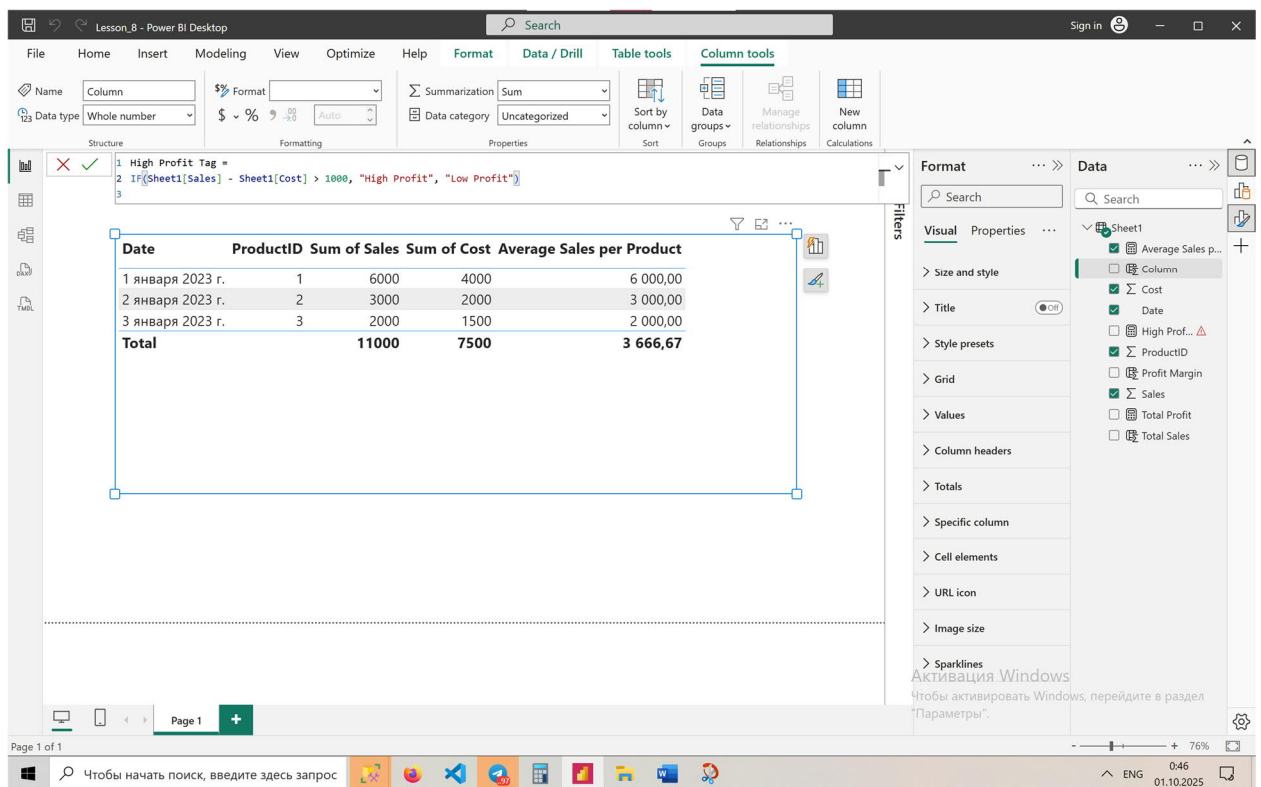 Lesson_8 - Power BI Desktop
Search
Sign in
File Home Insert Modeling View Optimize Help Format Data / Drill Table tools Column tools
Name Column
Data type Whole number
Structure
$% Format
$ % 9 .00 Auto
Formatting
Summarization Sum
Data category Uncategorized
Properties
Sort by column
Sort
Data groups
Groups
Manage relationships
Relationships
New column
Calculations
1 High Profit Tag =
2 IF(Sheet1[Sales] - Sheet1[Cost] > 1000, "High Profit", "Low Profit")
3
Date ProductID Sum of Sales Sum of Cost Average Sales per Product
1 января 2023 г. 1 6000 4000 6 000,00
2 января 2023 г. 2 3000 2000 3 000,00
3 января 2023 г. 3 2000 1500 2 000,00
Total 11000 7500 3 666,67
Filters
Format
Search
Visual Properties
Size and style
Title Off
Style presets
Grid
Values
Column headers
Totals
Specific column
Cell elements
URL icon
Image size
Sparklines
Data
Search
Sheet1
Average Sales p...
Column
Cost
Date
High Prof...
ProductID
Profit Margin
Sales
Total Profit
Total Sales
Активация Windows
Чтобы активировать Windows, перейдите в раздел
"Параметры".
Page 1
Page 1 of 1
76%
Чтобы начать поиск, введите здесь запрос
ENG
0:46
01.10.2025